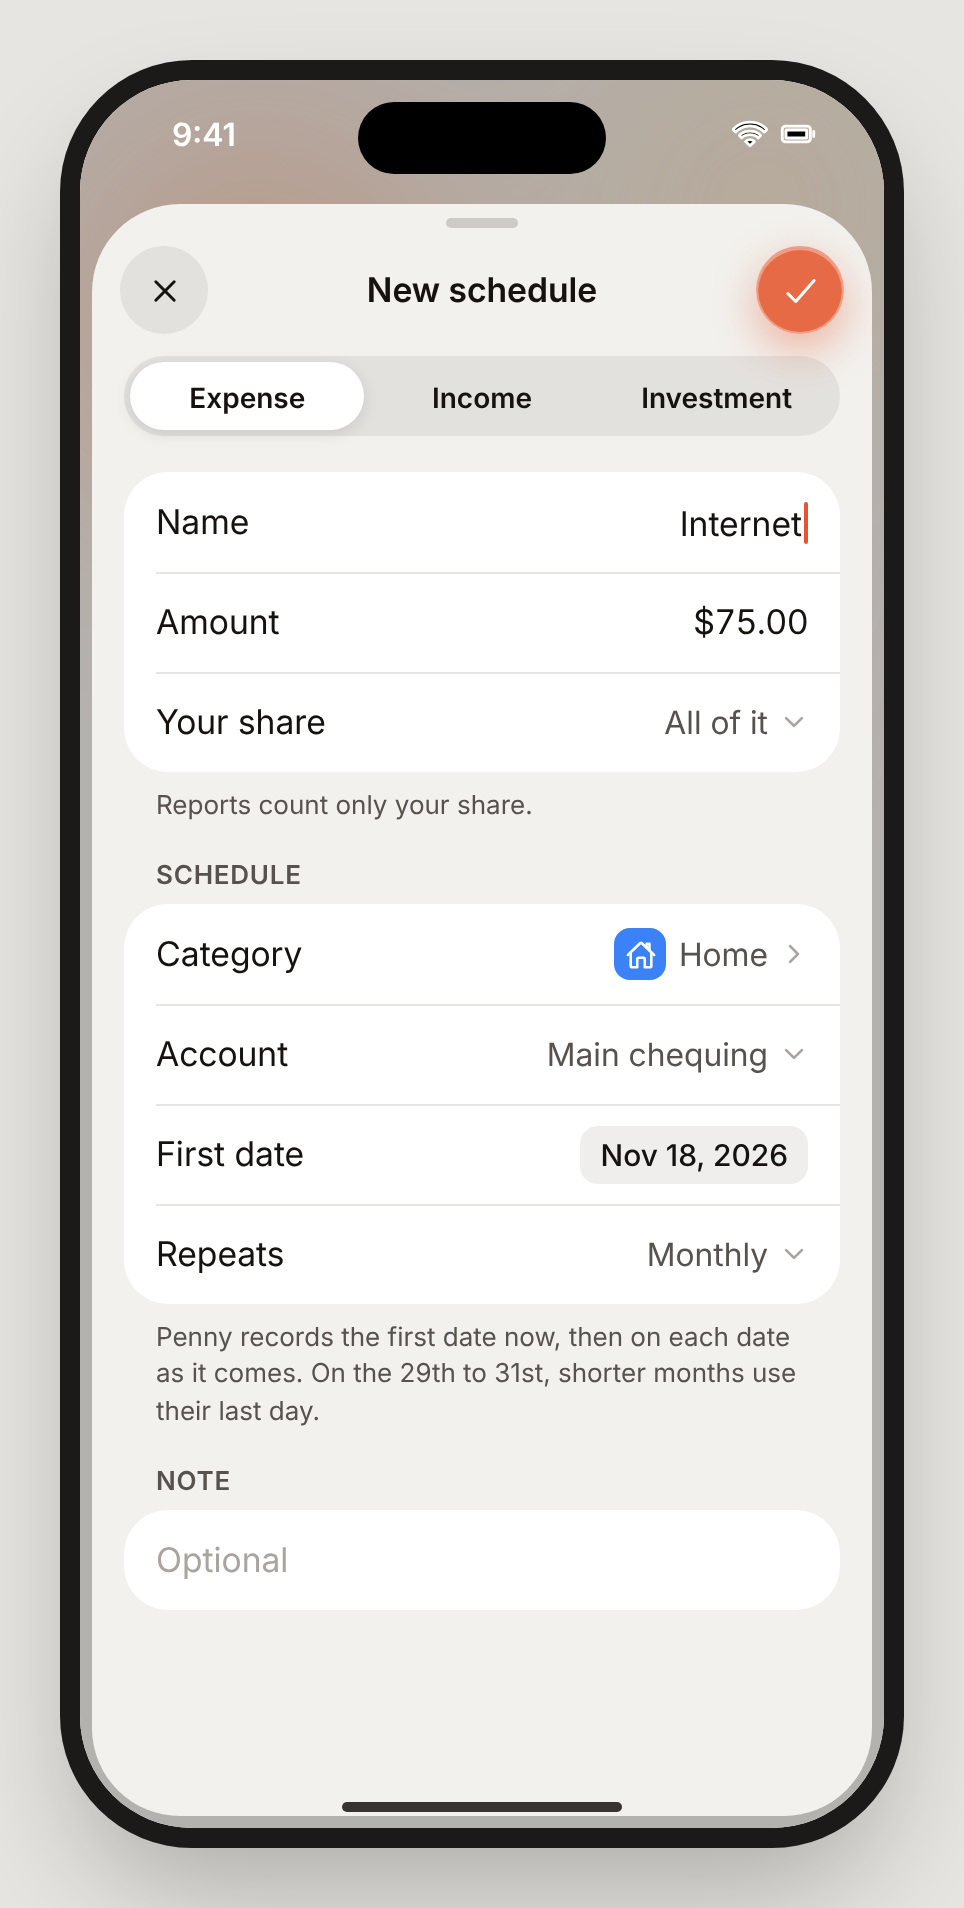 9:41
New schedule
Expense Income Investment
Name Internet
Amount $75.00
Your share All of it
Reports count only your share.
SCHEDULE
Category Home
Account Main chequing
First date Nov 18, 2026
Repeats Monthly
Penny records the first date now, then on each date
as it comes. On the 29th to 31st, shorter months use
their last day.
NOTE
Optional